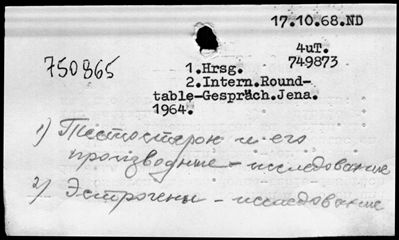 17.10.68.ND
4uT.
750865
749873
1.Hrsg.
2.Intern.Round-
table-Gespräch.Jena.
1964.
1) Тестостерон и его
производные - исследование
2) Эстрогены - исследование